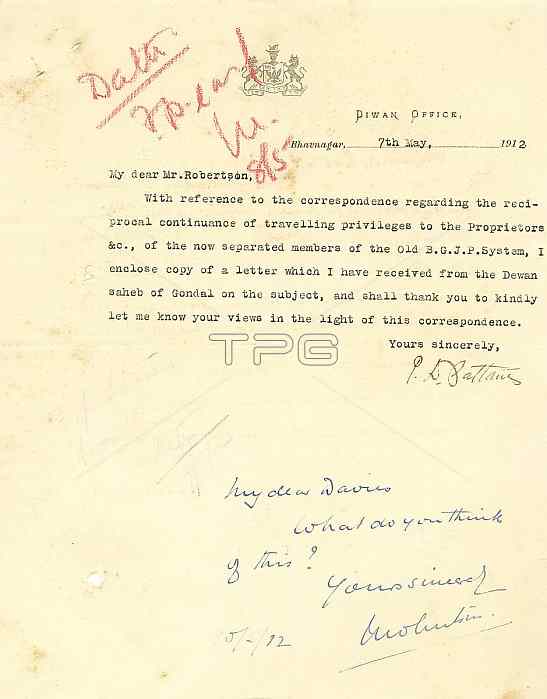 DIWAN OFFICE,
Bhavnagar, 7th May, 1912
8/5
My dear Mr.Robertson,
With reference to the correspondence regarding the reci-
procal continuance of travelling privileges to the Proprietors
&c., of the now separated members of the Old B.G.J.P.System, I
enclose copy of a letter which I have received from the Dewan
saheb of Gondal on the subject, and shall thank you to kindly
let me know your views in the light of this correspondence.
Yours sincerely,
TPG
My dear Davies
What do you think
of this?
Yours sincerely